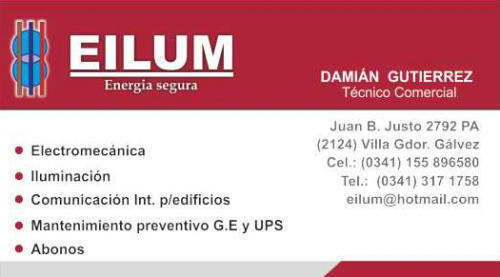 EILUM
Energia segura
DAMIÁN GUTIERREZ
Técnico Comercial
Juan B. Justo 2792 PA
(2124) Villa Gdor. Gálvez
Cel.: (0341) 155 896580
Tel.: (0341) 317 1758
eilum@hotmail.com
Electromecánica
Iluminación
Comunicación Int. p/edificios
Mantenimiento preventivo G.E y UPS
Abonos